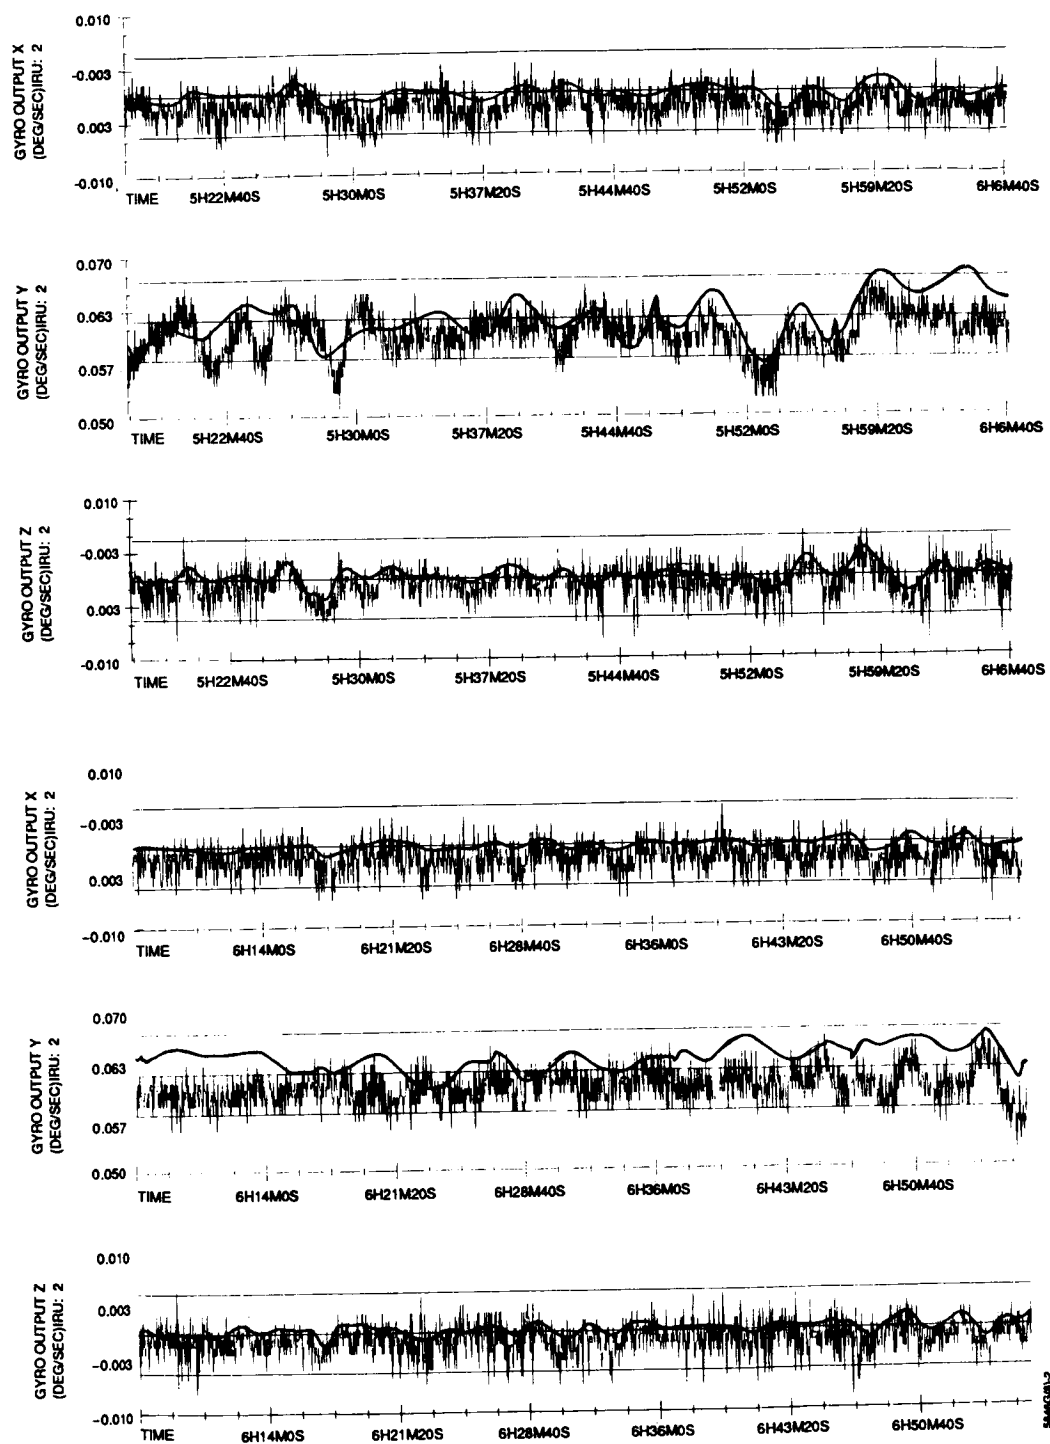 GYRO OUTPUT X
(DEG/SEC)IRU: 2
0.010
-0.003
0.003
-0.010
TIME 5H22M40S 5H30M0S 5H37M20S 5H44M40S 5H52M0S 5H59M20S 6H6M40S
GYRO OUTPUT Y
(DEG/SEC)IRU: 2
0.070
0.063
0.057
0.050
TIME 5H22M40S 5H30M0S 5H37M20S 5H44M40S 5H52M0S 5H59M20S 6H6M40S
GYRO OUTPUT Z
(DEG/SEC)IRU: 2
0.010
-0.003
0.003
-0.010
TIME 5H22M40S 5H30M0S 5H37M20S 5H44M40S 5H52M0S 5H59M20S 6H6M40S
GYRO OUTPUT X
(DEG/SEC)IRU: 2
0.010
-0.003
0.003
-0.010
TIME 6H14M0S 6H21M20S 6H28M40S 6H36M0S 6H43M20S 6H50M40S
GYRO OUTPUT Y
(DEG/SEC)IRU: 2
0.070
0.063
0.057
0.050
TIME 6H14M0S 6H21M20S 6H28M40S 6H36M0S 6H43M20S 6H50M40S
GYRO OUTPUT Z
(DEG/SEC)IRU: 2
0.010
0.003
-0.003
-0.010
TIME 6H14M0S 6H21M20S 6H28M40S 6H36M0S 6H43M20S 6H50M40S